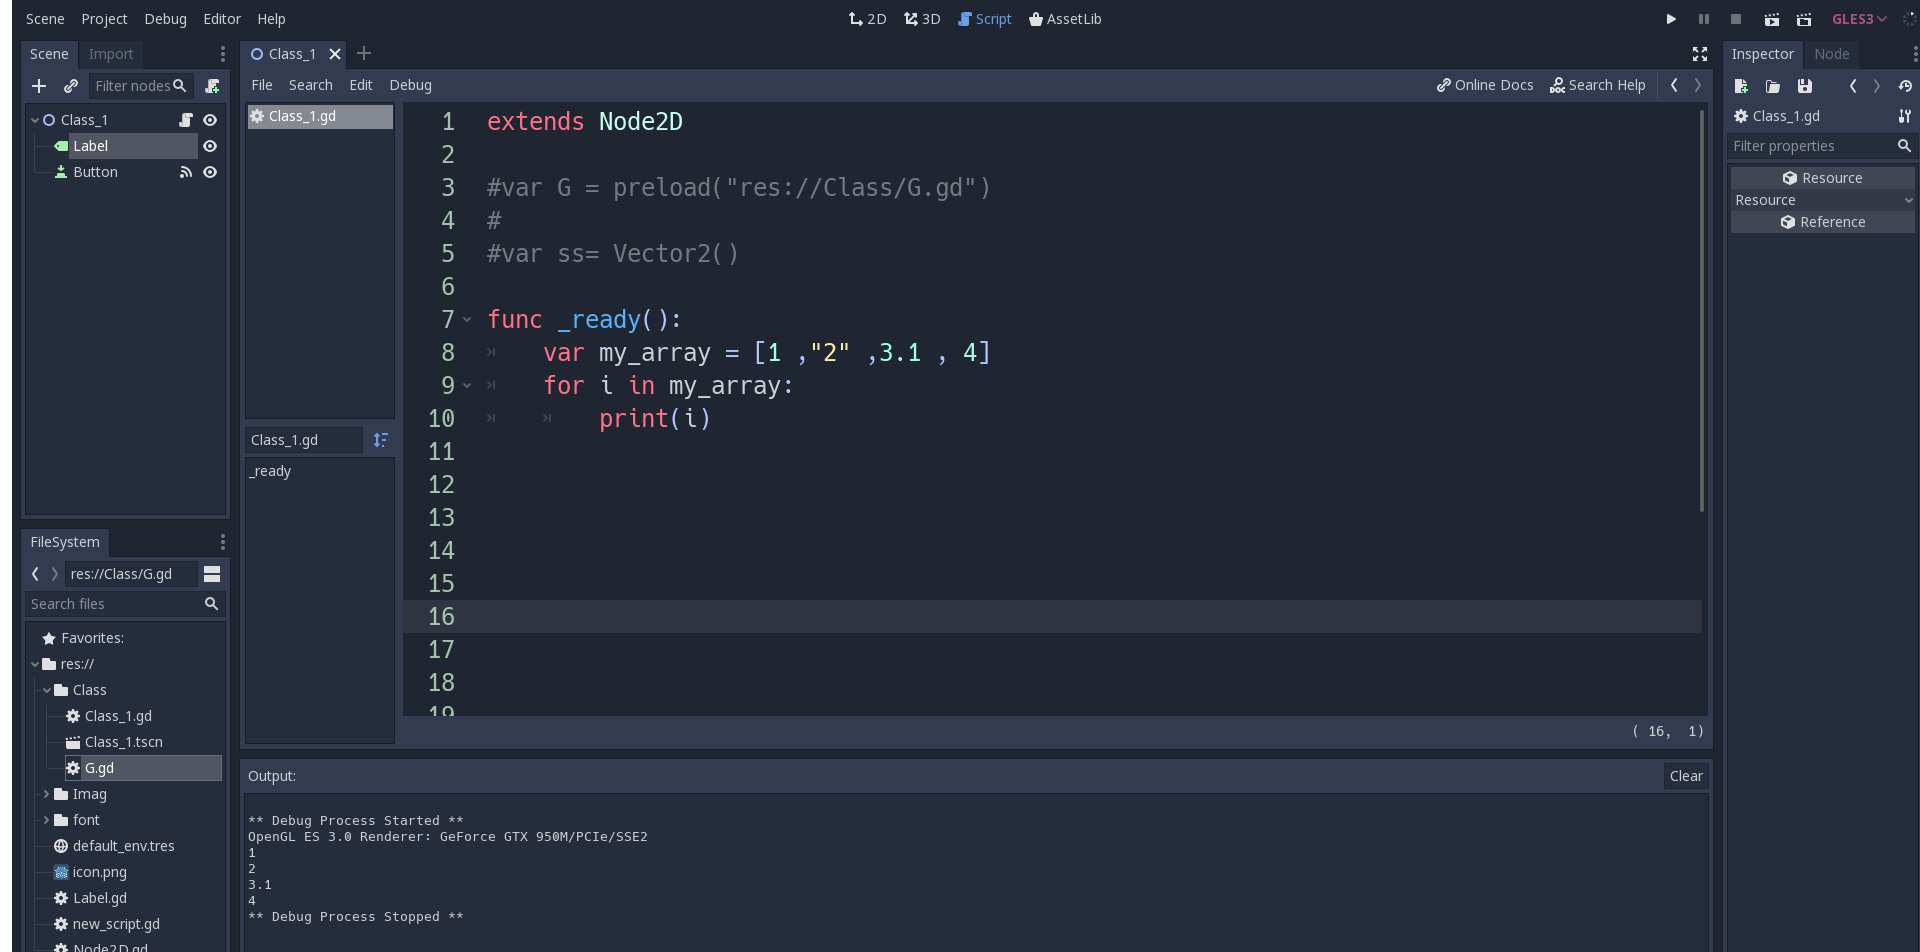 Scene Project Debug Editor Help
2D 3D Script AssetLib
GLES3
Scene Import
Filter nodes
Class_1
Label
Button
FileSystem
res://Class/G.gd
Search files
Favorites:
res://
Class
Class_1.gd
Class_1.tscn
G.gd
Imag
font
default_env.tres
icon.png
Label.gd
new_script.gd
Node2D.gd
Class_1
File Search Edit Debug
Online Docs Search Help
Class_1.gd
Class_1.gd
_ready
1 extends Node2D
2
3 #var G = preload("res://Class/G.gd")
4 #
5 #var ss= Vector2()
6
7 func _ready():
8 var my_array = [1 ,"2" ,3.1 , 4]
9 for i in my_array:
10 print(i)
11
12
13
14
15
16
17
18
19
( 16, 1)
Output:
Clear
** Debug Process Started **
OpenGL ES 3.0 Renderer: GeForce GTX 950M/PCIe/SSE2
1
2
3.1
4
** Debug Process Stopped **
Inspector Node
Class_1.gd
Filter properties
Resource
Resource
Reference